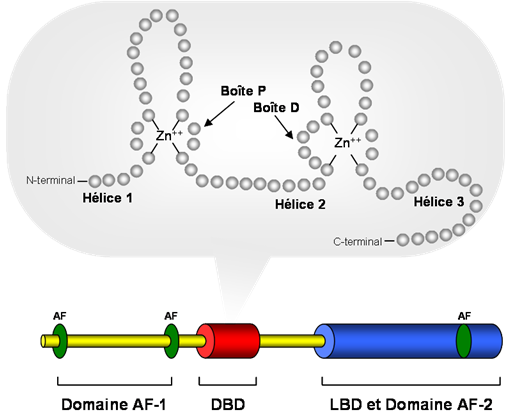 Boîte P
Boîte D
Zn++
Zn++
N-terminal
Hélice 1
Hélice 2
Hélice 3
C-terminal
AF
AF
AF
Domaine AF-1
DBD
LBD et Domaine AF-2